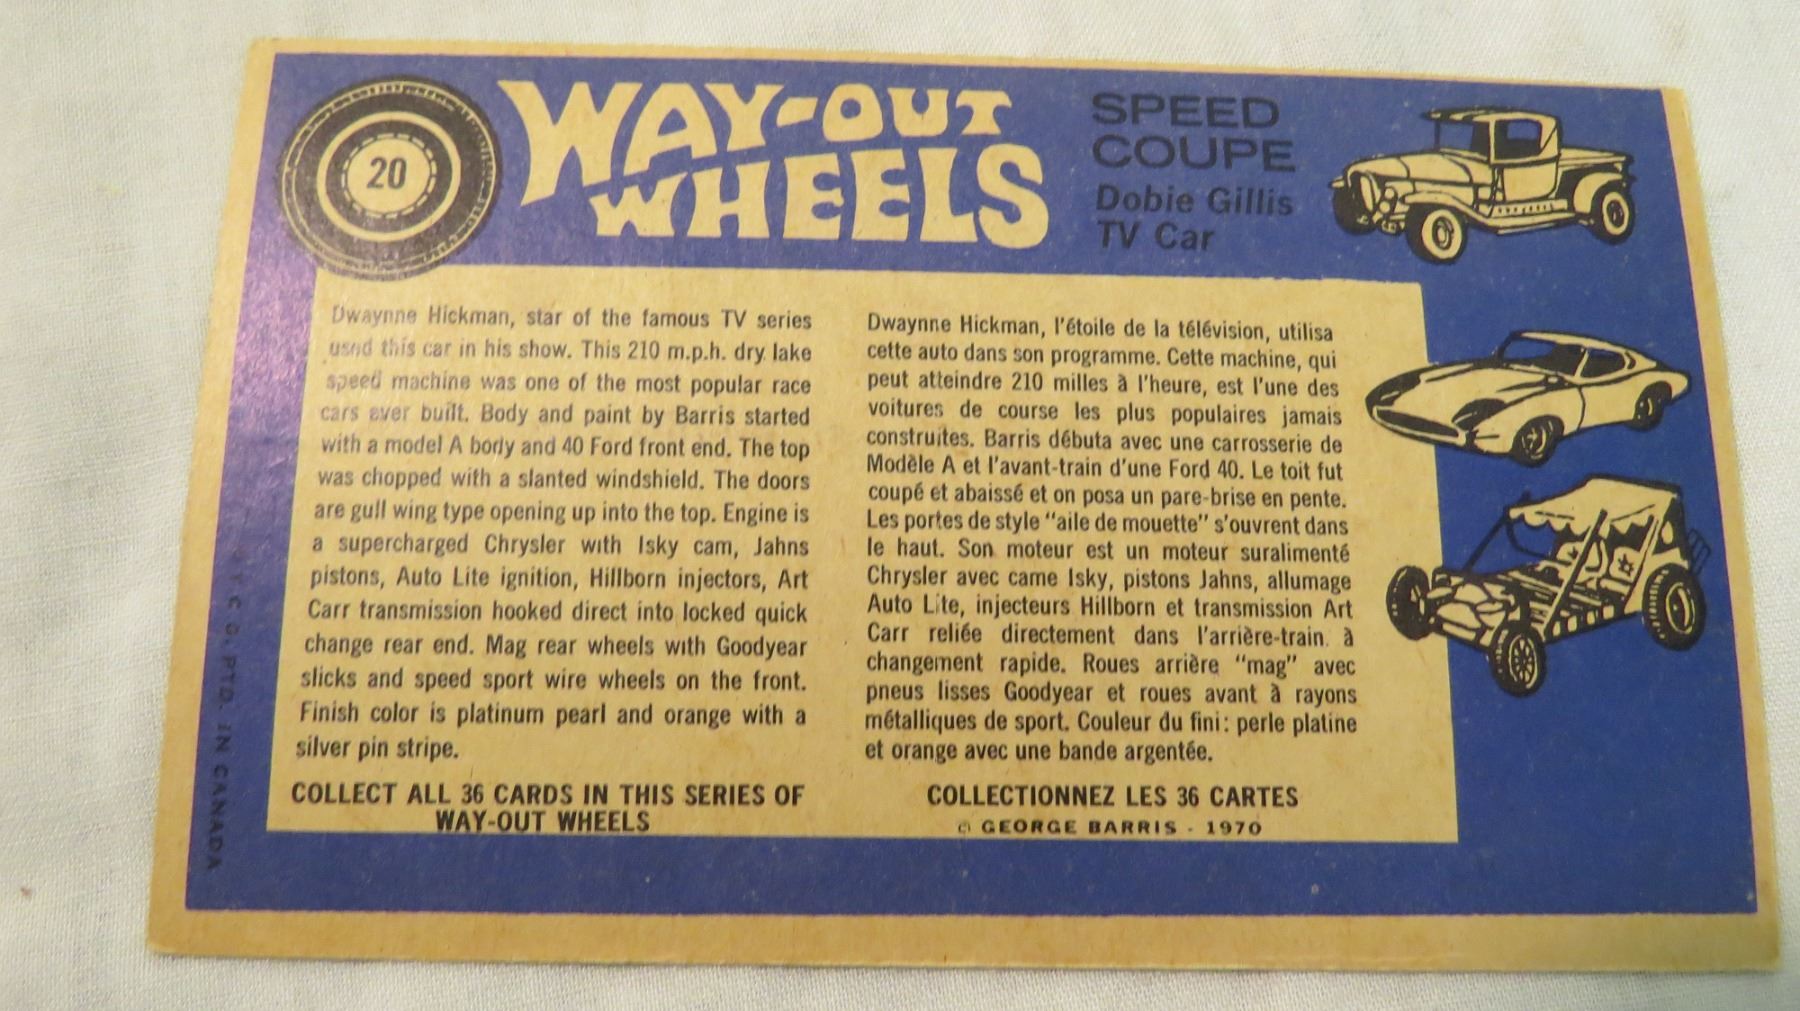 20
WAY-OUT
WHEELS
SPEED
COUPE
Dobie Gillis
TV Car
Dwaynne Hickman, star of the famous TV series
used this car in his show. This 210 m.p.h. dry lake
speed machine was one of the most popular race
cars ever built. Body and paint by Barris started
with a model A body and 40 Ford front end. The top
was chopped with a slanted windshield. The doors
are gull wing type opening up into the top. Engine is
a supercharged Chrysler with Isky cam, Jahns
pistons, Auto Lite ignition, Hillborn injectors, Art
Carr transmission hooked direct into locked quick
change rear end. Mag rear wheels with Goodyear
slicks and speed sport wire wheels on the front.
Finish color is platinum pearl and orange with a
silver pin stripe.
COLLECT ALL 36 CARDS IN THIS SERIES OF
WAY-OUT WHEELS
Dwaynne Hickman, l'étoile de la télévision, utilisa
cette auto dans son programme. Cette machine, qui
peut atteindre 210 milles à l'heure, est l'une des
voitures de course les plus populaires jamais
construites. Barris débuta avec une carrosserie de
Modèle A et l'avant-train d'une Ford 40. Le toit fut
coupé et abaissé et on posa un pare-brise en pente.
Les portes de style "aile de mouette" s'ouvrent dans
le haut. Son moteur est un moteur suralimenté
Chrysler avec came Isky, pistons Jahns, allumage
Auto Lite, injecteurs Hillborn et transmission Art
Carr reliée directement dans l'arrière-train. à
changement rapide. Roues arrière "mag" avec
pneus lisses Goodyear et roues avant à rayons
métalliques de sport. Couleur du fini: perle platine
et orange avec une bande argentée.
COLLECTIONNEZ LES 36 CARTES
© GEORGE BARRIS - 1970
PTD. IN CANADA